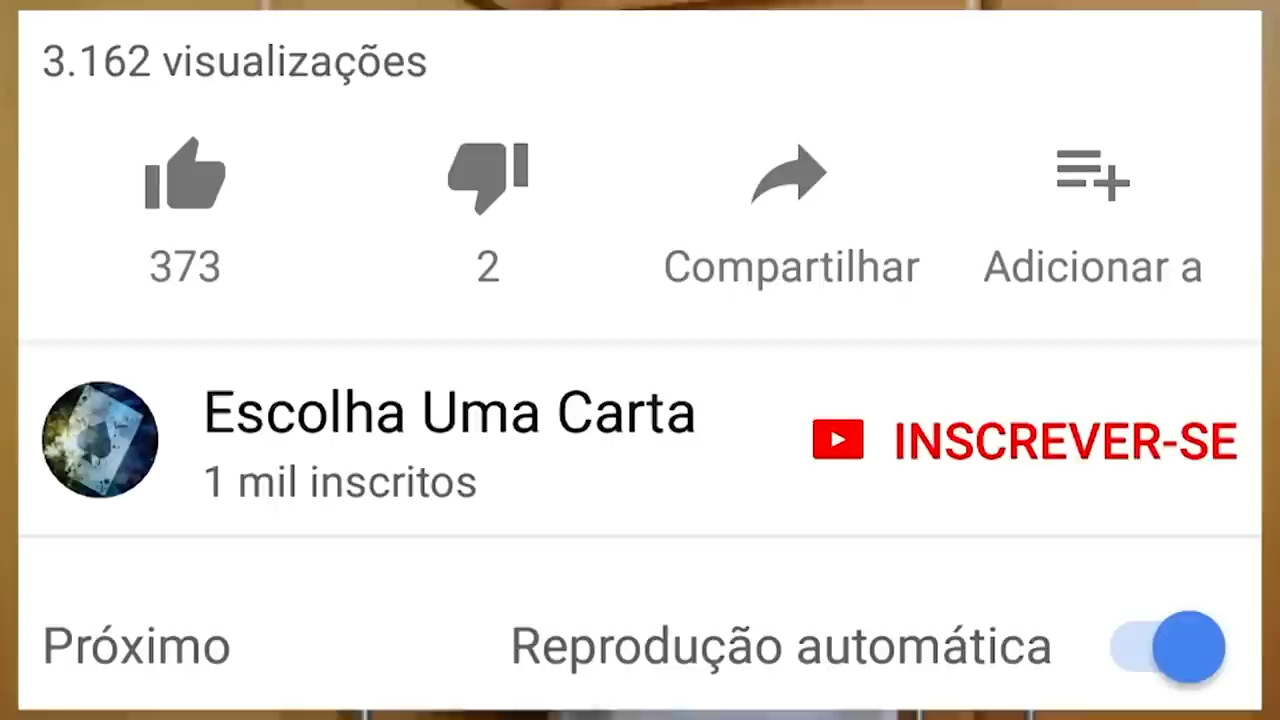 3.162 visualizações
373
2
Compartilhar
Adicionar a
Escolha Uma Carta
1 mil inscritos
INSCREVER-SE
Próximo
Reprodução automática